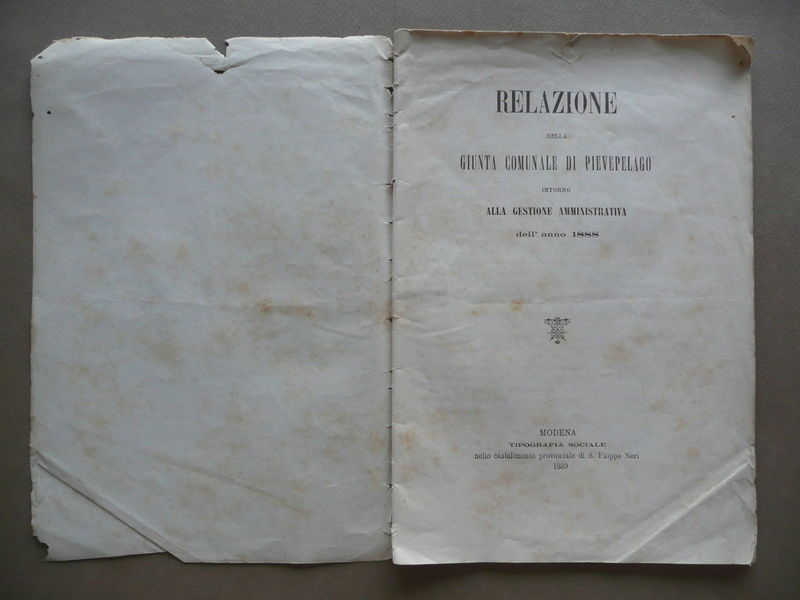 RELAZIONE
DELLA
GIUNTA COMUNALE DI PIEVEPELAGO
INTORNO
ALLA GESTIONE AMMINISTRATIVA
dell' anno 1888
MODENA
TIPOGRAFIA SOCIALE
nello Stabilimento provinciale di S. Filippo Neri
1889